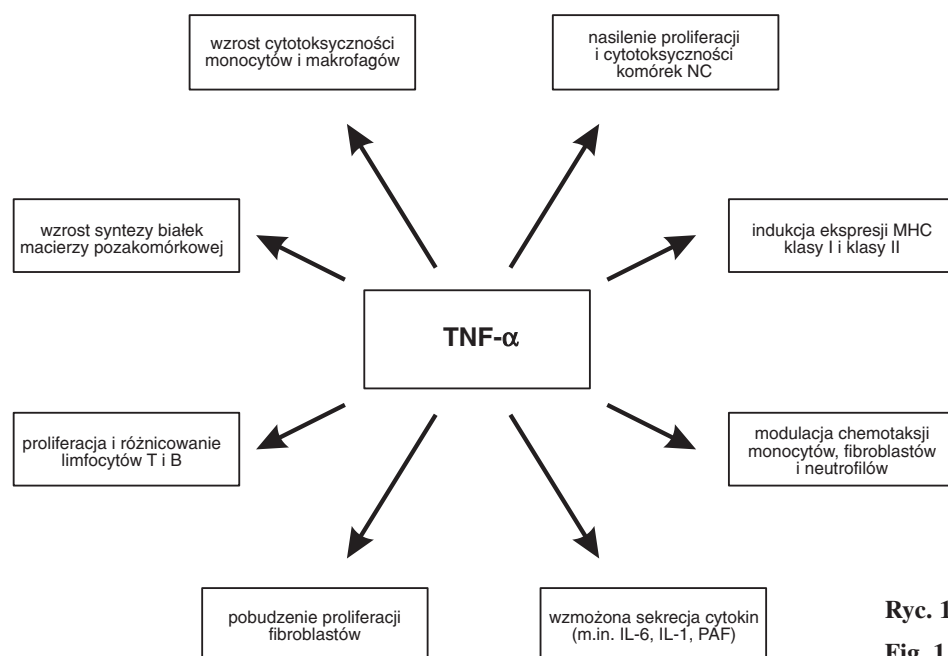 wzrost cytotoksyczności
monocytów i makrofagów
nasilenie proliferacji
i cytotoksyczności
komórek NC
wzrost syntezy białek
macierzy pozakomórkowej
indukcja ekspresji MHC
klasy I i klasy II
TNF-α
proliferacja i różnicowanie
limfocytów T i B
modulacja chemotaksji
monocytów, fibroblastów
i neutrofilów
pobudzenie proliferacji
fibroblastów
wzmożona sekrecja cytokin
(m.in. IL-6, IL-1, PAF)
Ryc. 1
Fig. 1